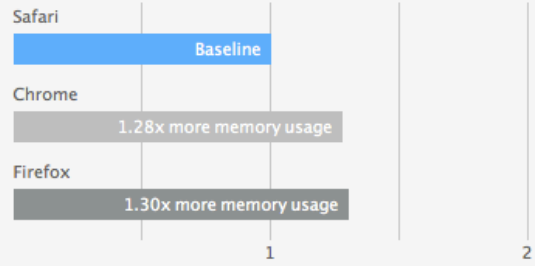 Safari
Baseline
Chrome
1.28x more memory usage
Firefox
1.30x more memory usage
1 2